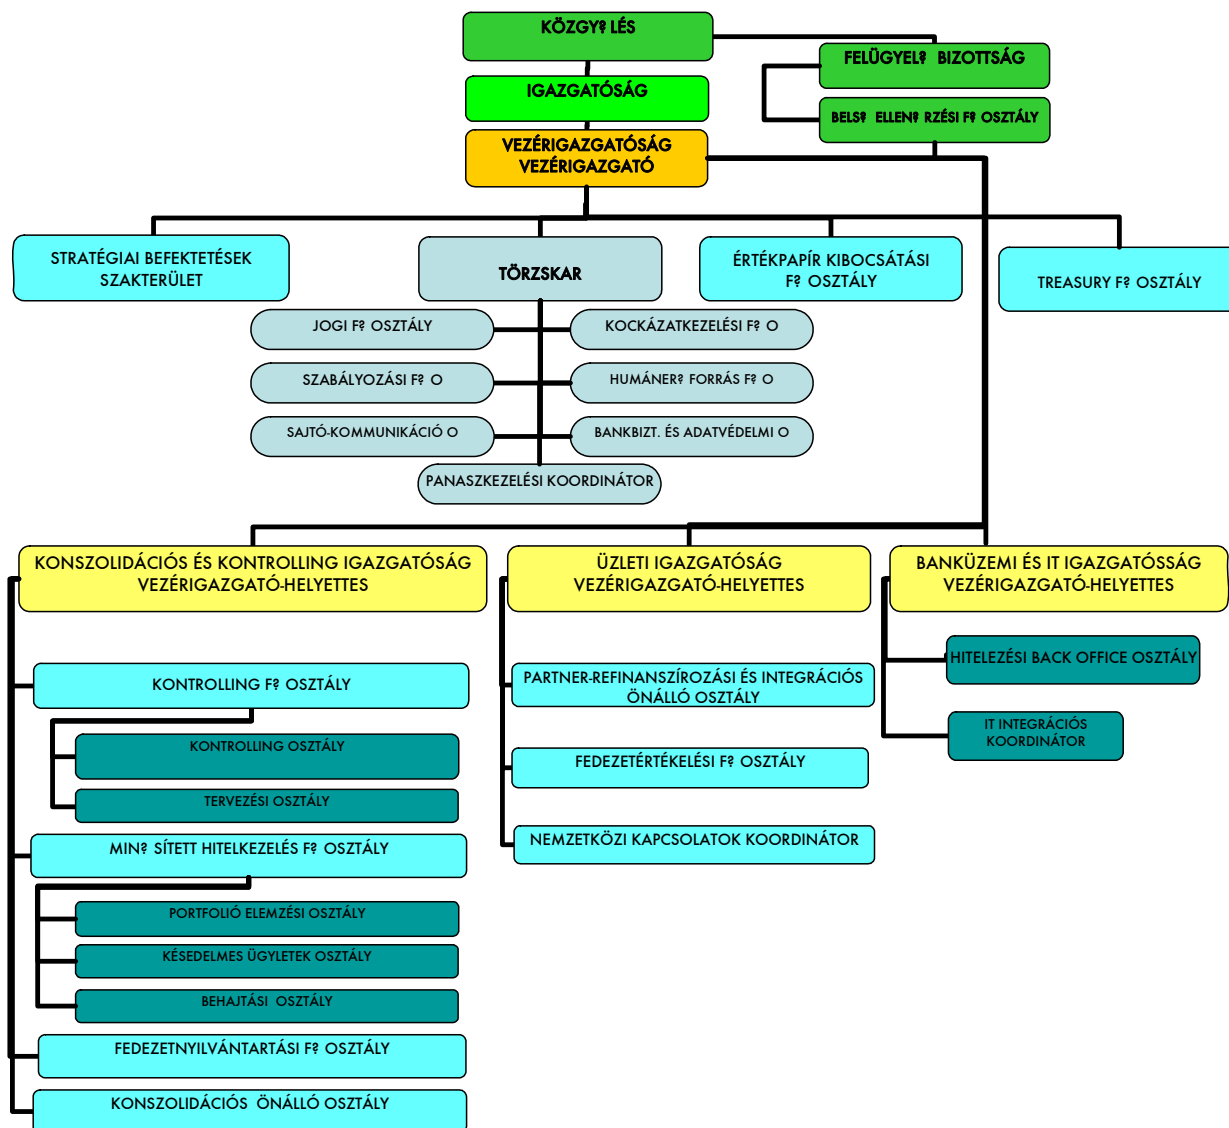 KÖZGY? LÉS
FELÜGYEL? BIZOTTSÁG
IGAZGATÓSÁG
BELS? ELLEN? RZÉSI F? OSZTÁLY
VEZÉRIGAZGATÓSÁG
VEZÉRIGAZGATÓ
STRATÉGIAI BEFEKTETÉSEK
SZAKTERÜLET
TÖRZSKAR
ÉRTÉKPAPÍR KIBOCSÁTÁSI
F? OSZTÁLY
TREASURY F? OSZTÁLY
JOGI F? OSZTÁLY
KOCKÁZATKEZELÉSI F? O
SZABÁLYOZÁSI F? O
HUMÁNER? FORRÁS F? O
SAJTÓ-KOMMUNIKÁCIÓ O
BANKBIZT. ÉS ADATVÉDELMI O
PANASZKEZELÉSI KOORDINÁTOR
KONSZOLIDÁCIÓS ÉS KONTROLLING IGAZGATÓSÁG
VEZÉRIGAZGATÓ-HELYETTES
ÜZLETI IGAZGATÓSÁG
VEZÉRIGAZGATÓ-HELYETTES
BANKÜZEMI ÉS IT IGAZGATÓSSÁG
VEZÉRIGAZGATÓ-HELYETTES
KONTROLLING F? OSZTÁLY
KONTROLLING OSZTÁLY
TERVEZÉSI OSZTÁLY
MIN? SÍTETT HITELKEZELÉS F? OSZTÁLY
PORTFOLIÓ ELEMZÉSI OSZTÁLY
KÉSEDELMES ÜGYLETEK OSZTÁLY
BEHAJTÁSI OSZTÁLY
FEDEZETNYILVÁNTARTÁSI F? OSZTÁLY
KONSZOLIDÁCIÓS ÖNÁLLÓ OSZTÁLY
PARTNER-REFINANSZÍROZÁSI ÉS INTEGRÁCIÓS
ÖNÁLLÓ OSZTÁLY
FEDEZETÉRTÉKELÉSI F? OSZTÁLY
NEMZETKÖZI KAPCSOLATOK KOORDINÁTOR
HITELEZÉSI BACK OFFICE OSZTÁLY
IT INTEGRÁCIÓS
KOORDINÁTOR